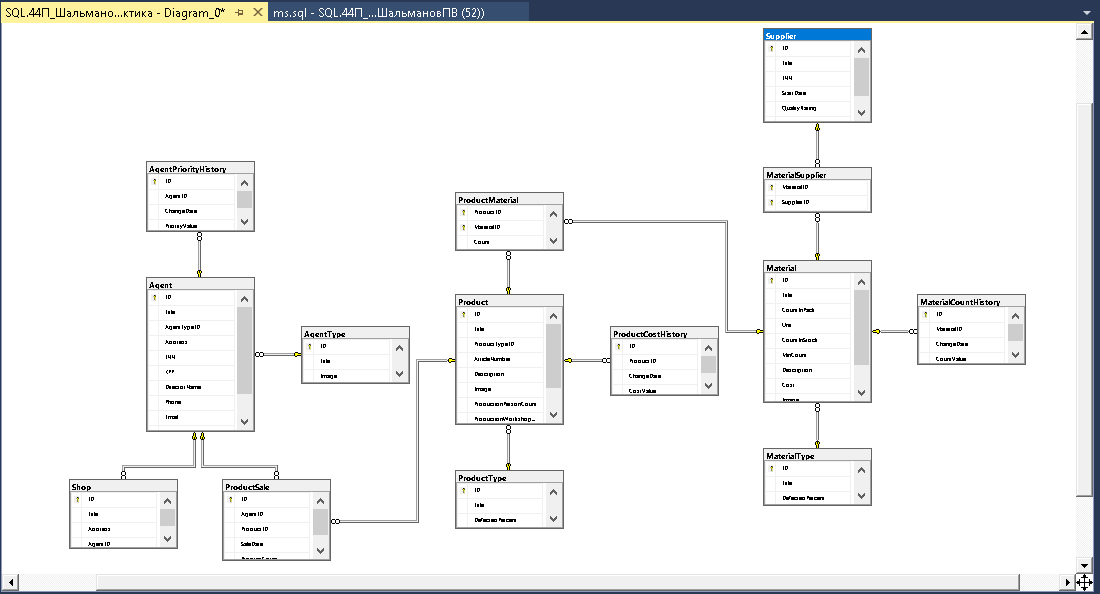 SQL.44П_Шальмано...ктика - Diagram_0*
ms.sql - SQL.44П_...ШальмановПВ (52))
Supplier
ID
Title
INN
StartDate
QualityRating
AgentPriorityHistory
ID
AgentID
ChangeDate
PriorityValue
MaterialSupplier
MaterialID
SupplierID
ProductMaterial
ProductID
MaterialID
Count
Agent
ID
Title
AgentTypeID
Address
INN
KPP
DirectorName
Phone
Email
AgentType
ID
Title
Image
Product
ID
Title
ProductTypeID
ArticleNumber
Description
Image
ProductionPersonCount
ProductionWorkshop...
ProductCostHistory
ID
ProductID
ChangeDate
CostValue
Material
ID
Title
CountInPack
Unit
CountInStock
MinCount
Description
Cost
Image
MaterialCountHistory
ID
MaterialID
ChangeDate
CountValue
MaterialType
ID
Title
DefectedPercent
ProductType
ID
Title
DefectedPercent
Shop
ID
Title
Address
AgentID
ProductSale
ID
AgentID
ProductID
SaleDate